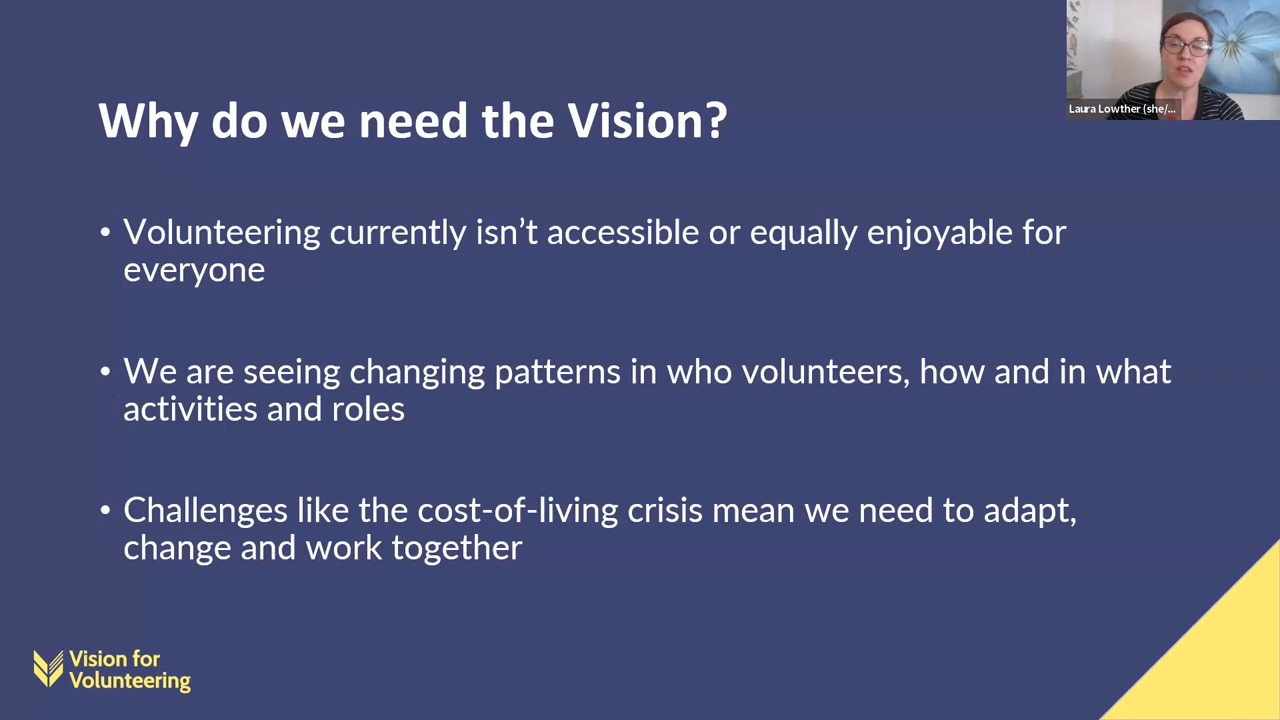 Laura Lowther (she/...
Why do we need the Vision?
• Volunteering currently isn’t accessible or equally enjoyable for
everyone
• We are seeing changing patterns in who volunteers, how and in what
activities and roles
• Challenges like the cost-of-living crisis mean we need to adapt,
change and work together
Vision for
Volunteering